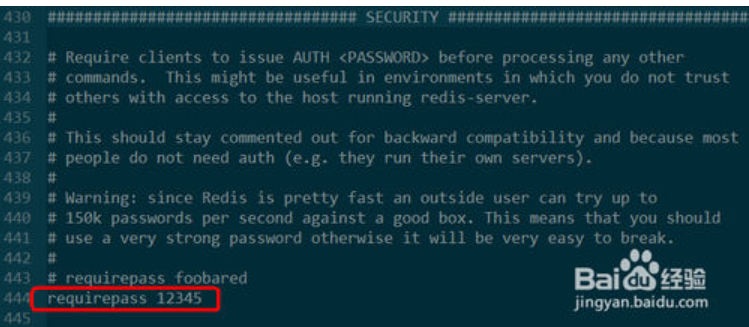 430 ################################# SECURITY ################################
431
432 # Require clients to issue AUTH <PASSWORD> before processing any other
433 # commands.  This might be useful in environments in which you do not trust
434 # others with access to the host running redis-server.
435 #
436 # This should stay commented out for backward compatibility and because most
437 # people do not need auth (e.g. they run their own servers).
438 #
439 # Warning: since Redis is pretty fast an outside user can try up to
440 # 150k passwords per second against a good box. This means that you should
441 # use a very strong password otherwise it will be very easy to break.
442 #
443 # requirepass foobared
444 requirepass 12345
445
Bai du 经验
jingyan.baidu.com